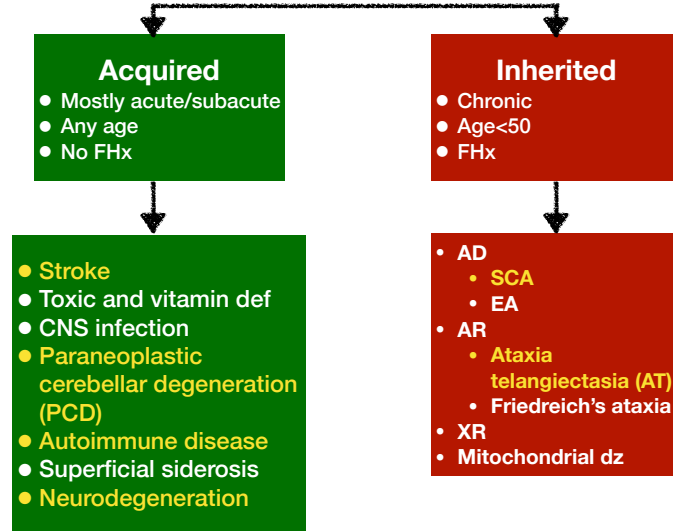 Acquired
● Mostly acute/subacute
● Any age
● No FHx
Inherited
● Chronic
● Age<50
● FHx
● Stroke
● Toxic and vitamin def
● CNS infection
● Paraneoplastic
cerebellar degeneration
(PCD)
● Autoimmune disease
● Superficial siderosis
● Neurodegeneration
• AD
• SCA
• EA
• AR
• Ataxia
telangiectasia (AT)
• Friedreich's ataxia
• XR
• Mitochondrial dz